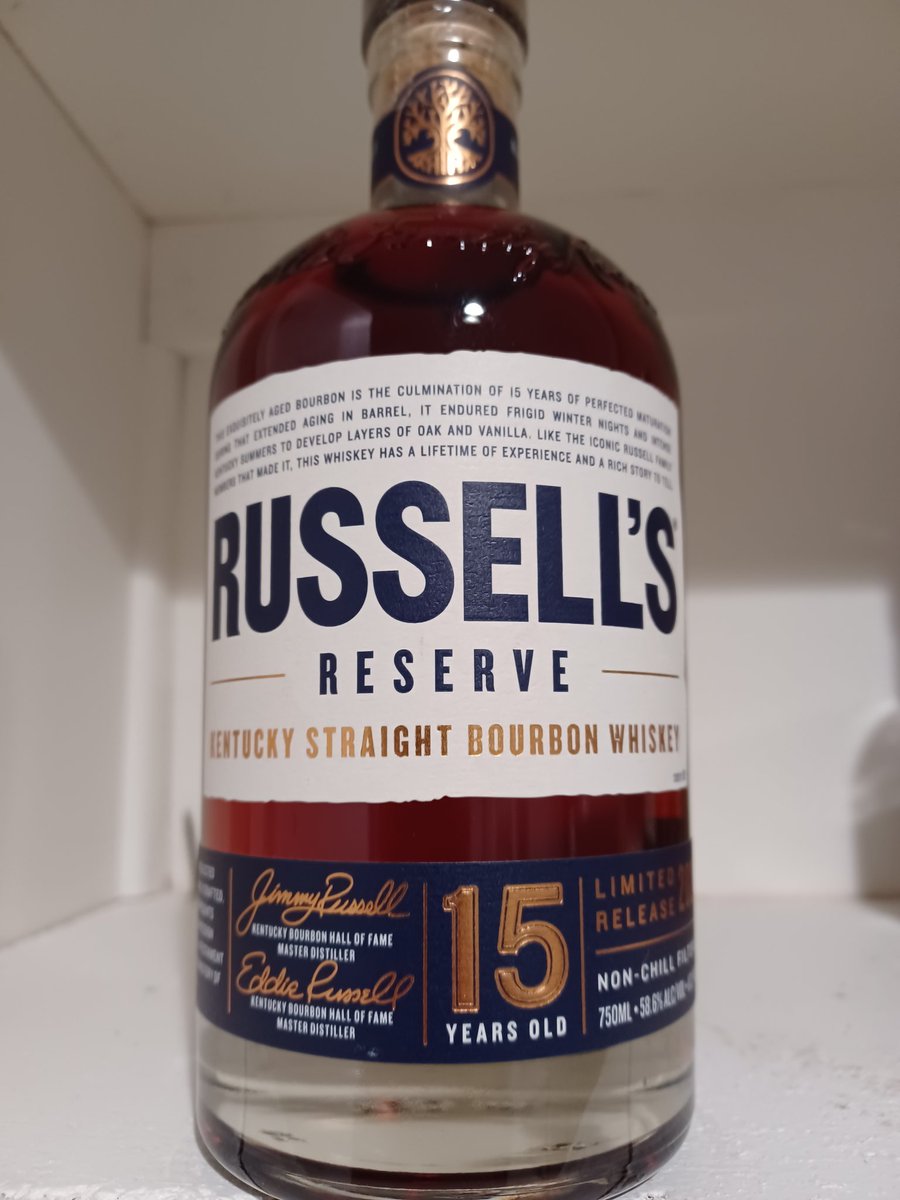 EXQUISITELY AGED BOURBON IS THE CULMINATION OF 15 YEARS OF PERFECTED MATURATION
THAT EXTENDED AGING IN BARREL, IT ENDURED FRIGID WINTER NIGHTS AND INTENSE
KENTUCKY SUMMERS TO DEVELOP LAYERS OF OAK AND VANILLA. LIKE THE ICONIC RUSSELL FAMILY
MEMBERS THAT MADE IT, THIS WHISKEY HAS A LIFETIME OF EXPERIENCE AND A RICH STORY TO TELL
RUSSELL'S
RESERVE
KENTUCKY STRAIGHT BOURBON WHISKEY
Jimmy Russell
KENTUCKY BOURBON HALL OF FAME
MASTER DISTILLER
Eddie Russell
KENTUCKY BOURBON HALL OF FAME
MASTER DISTILLER
15
YEARS OLD
LIMITED
RELEASE
NON-CHILL
750ML • 58.6% ALC/VOL